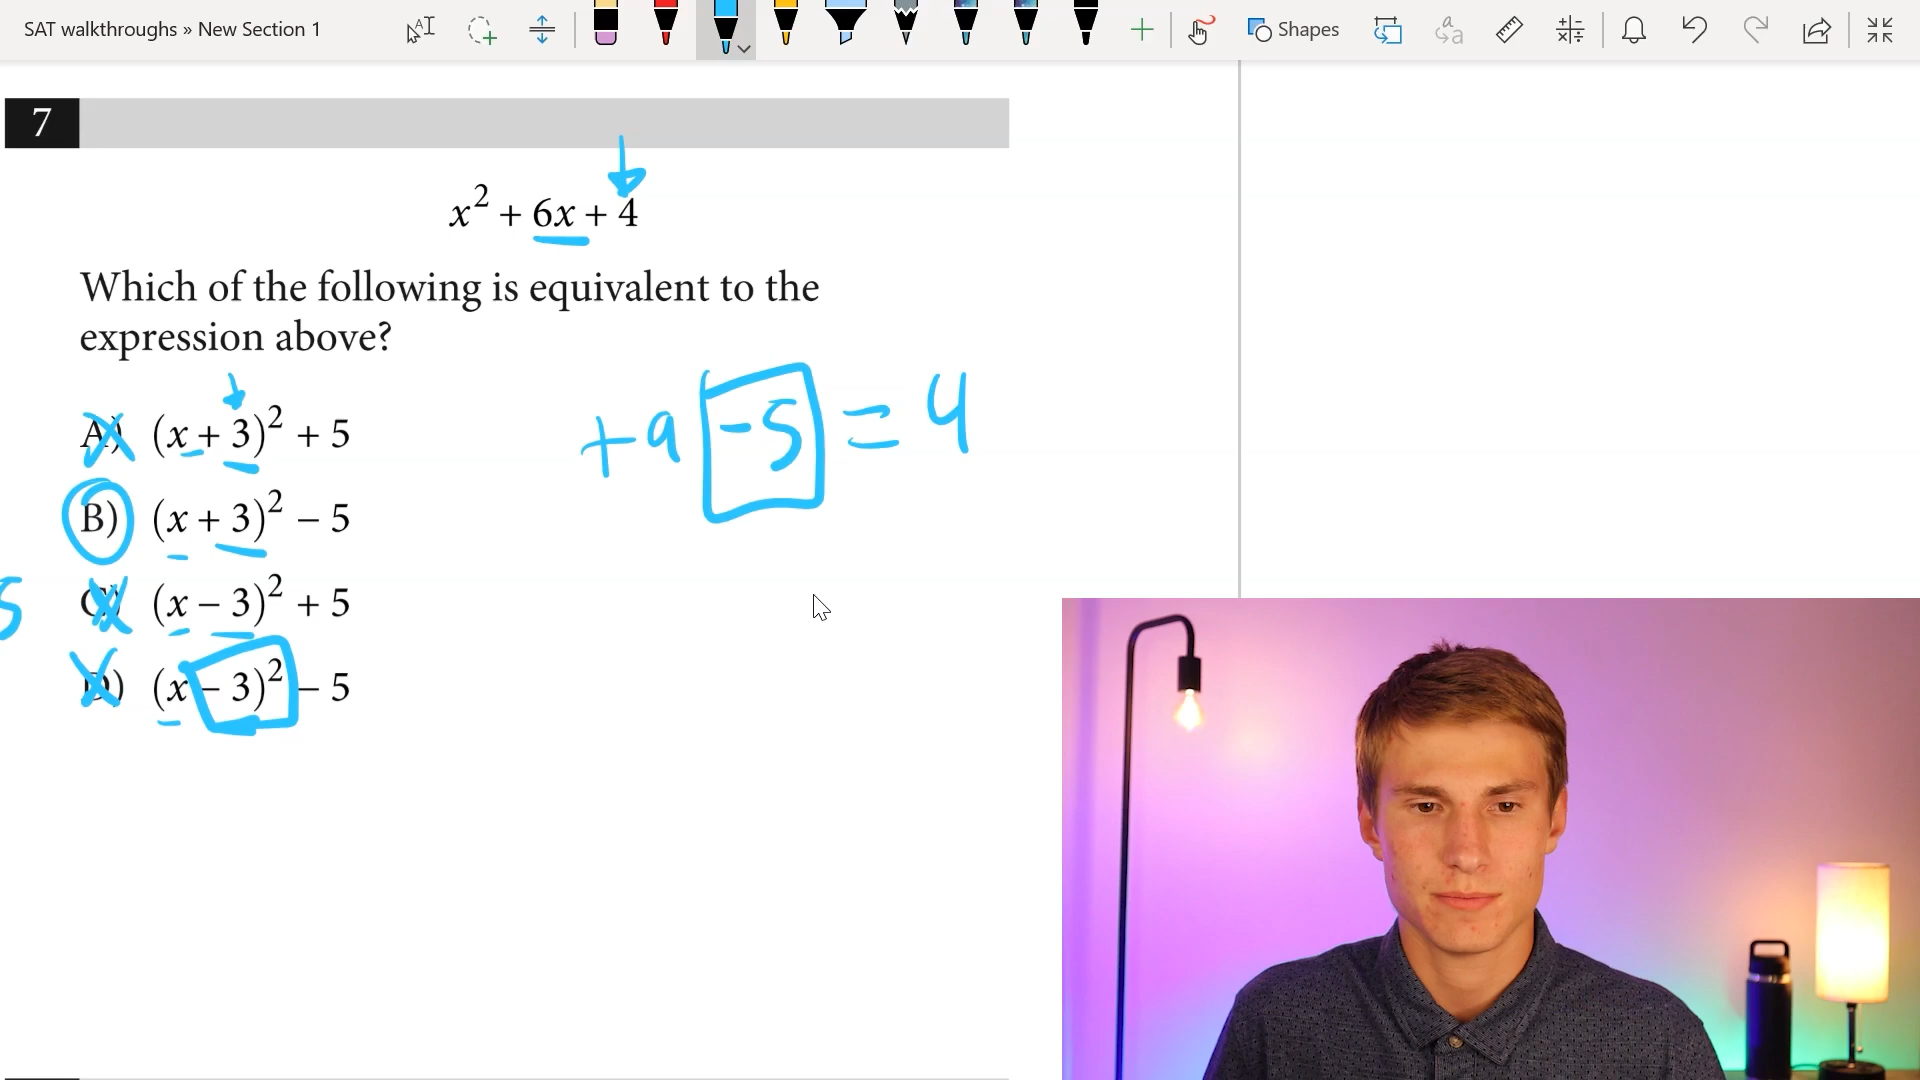 SAT walkthroughs » New Section 1
Shapes
7
x² + 6x + 4
Which of the following is equivalent to the
expression above?
A) (x + 3)² + 5
B) (x + 3)² − 5
C) (x − 3)² + 5
D) (x − 3)² − 5
+9 -5 = 4
5